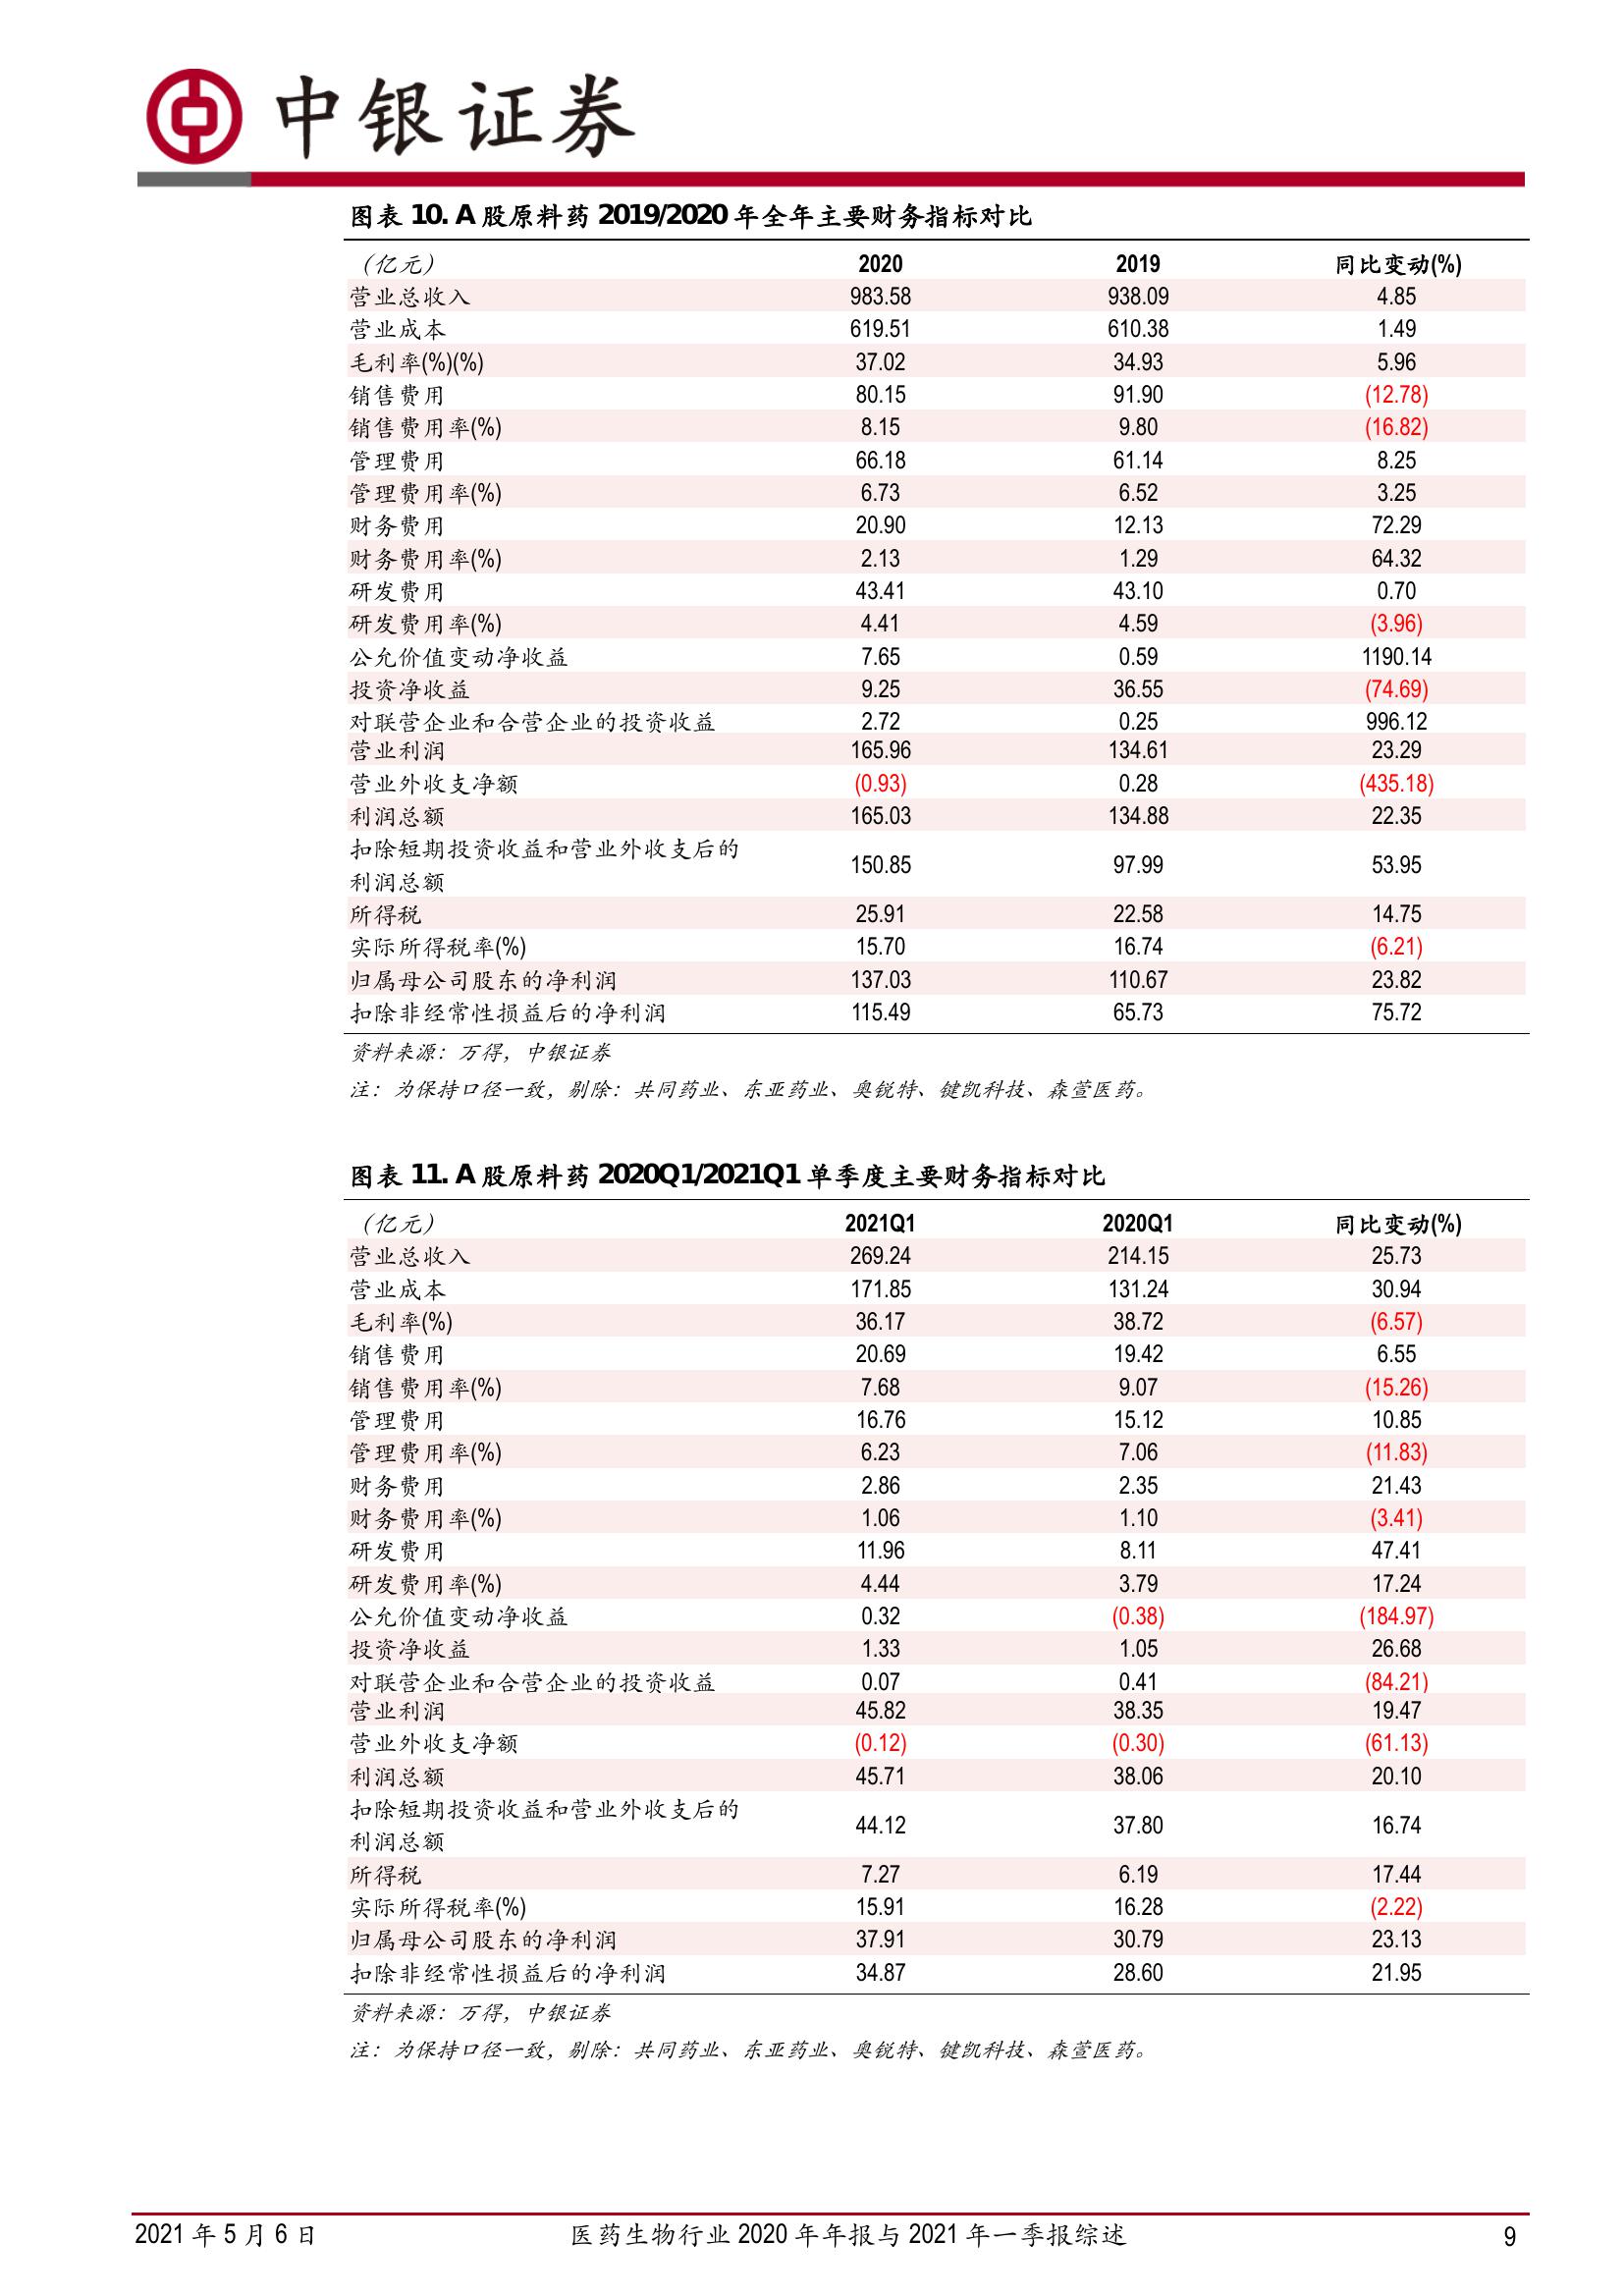 中银证券
图表 10. A 股原料药 2019/2020 年全年主要财务指标对比
（亿元） 2020 2019 同比变动(%)
营业总收入 983.58 938.09 4.85
营业成本 619.51 610.38 1.49
毛利率(%)(%) 37.02 34.93 5.96
销售费用 80.15 91.90 (12.78)
销售费用率(%) 8.15 9.80 (16.82)
管理费用 66.18 61.14 8.25
管理费用率(%) 6.73 6.52 3.25
财务费用 20.90 12.13 72.29
财务费用率(%) 2.13 1.29 64.32
研发费用 43.41 43.10 0.70
研发费用率(%) 4.41 4.59 (3.96)
公允价值变动净收益 7.65 0.59 1190.14
投资净收益 9.25 36.55 (74.69)
对联营企业和合营企业的投资收益 2.72 0.25 996.12
营业利润 165.96 134.61 23.29
营业外收支净额 (0.93) 0.28 (435.18)
利润总额 165.03 134.88 22.35
扣除短期投资收益和营业外收支后的
利润总额 150.85 97.99 53.95
所得税 25.91 22.58 14.75
实际所得税率(%) 15.70 16.74 (6.21)
归属母公司股东的净利润 137.03 110.67 23.82
扣除非经常性损益后的净利润 115.49 65.73 75.72
资料来源：万得，中银证券
注：为保持口径一致，剔除：共同药业、东亚药业、奥锐特、键凯科技、森萱医药。
图表 11. A 股原料药 2020Q1/2021Q1 单季度主要财务指标对比
（亿元） 2021Q1 2020Q1 同比变动(%)
营业总收入 269.24 214.15 25.73
营业成本 171.85 131.24 30.94
毛利率(%) 36.17 38.72 (6.57)
销售费用 20.69 19.42 6.55
销售费用率(%) 7.68 9.07 (15.26)
管理费用 16.76 15.12 10.85
管理费用率(%) 6.23 7.06 (11.83)
财务费用 2.86 2.35 21.43
财务费用率(%) 1.06 1.10 (3.41)
研发费用 11.96 8.11 47.41
研发费用率(%) 4.44 3.79 17.24
公允价值变动净收益 0.32 (0.38) (184.97)
投资净收益 1.33 1.05 26.68
对联营企业和合营企业的投资收益 0.07 0.41 (84.21)
营业利润 45.82 38.35 19.47
营业外收支净额 (0.12) (0.30) (61.13)
利润总额 45.71 38.06 20.10
扣除短期投资收益和营业外收支后的
利润总额 44.12 37.80 16.74
所得税 7.27 6.19 17.44
实际所得税率(%) 15.91 16.28 (2.22)
归属母公司股东的净利润 37.91 30.79 23.13
扣除非经常性损益后的净利润 34.87 28.60 21.95
资料来源：万得，中银证券
注：为保持口径一致，剔除：共同药业、东亚药业、奥锐特、键凯科技、森萱医药。
2021 年 5 月 6 日 医药生物行业 2020 年年报与 2021 年一季报综述 9